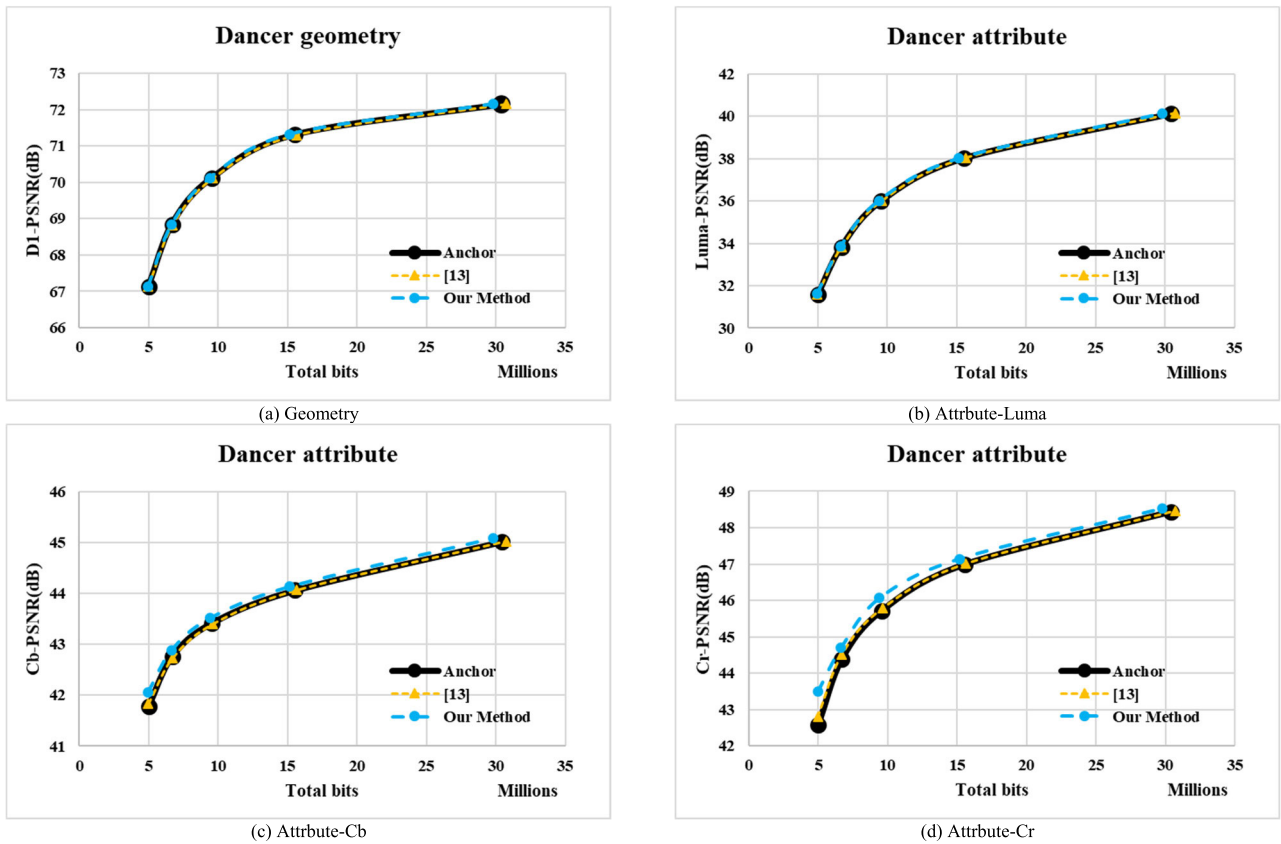 Dancer geometry
D1-PSNR(dB)
73
72
71
70
69
68
67
66
0 5 10 15 20 25 30 35
Total bits Millions
Anchor
[13]
Our Method
(a) Geometry
Dancer attribute
Luma-PSNR(dB)
42
40
38
36
34
32
30
0 5 10 15 20 25 30 35
Total bits Millions
Anchor
[13]
Our Method
(b) Attrbute-Luma
Dancer attribute
Cb-PSNR(dB)
46
45
44
43
42
41
0 5 10 15 20 25 30 35
Total bits Millions
Anchor
[13]
Our Method
(c) Attrbute-Cb
Dancer attribute
Cr-PSNR(dB)
49
48
47
46
45
44
43
42
0 5 10 15 20 25 30 35
Total bits Millions
Anchor
[13]
Our Method
(d) Attrbute-Cr